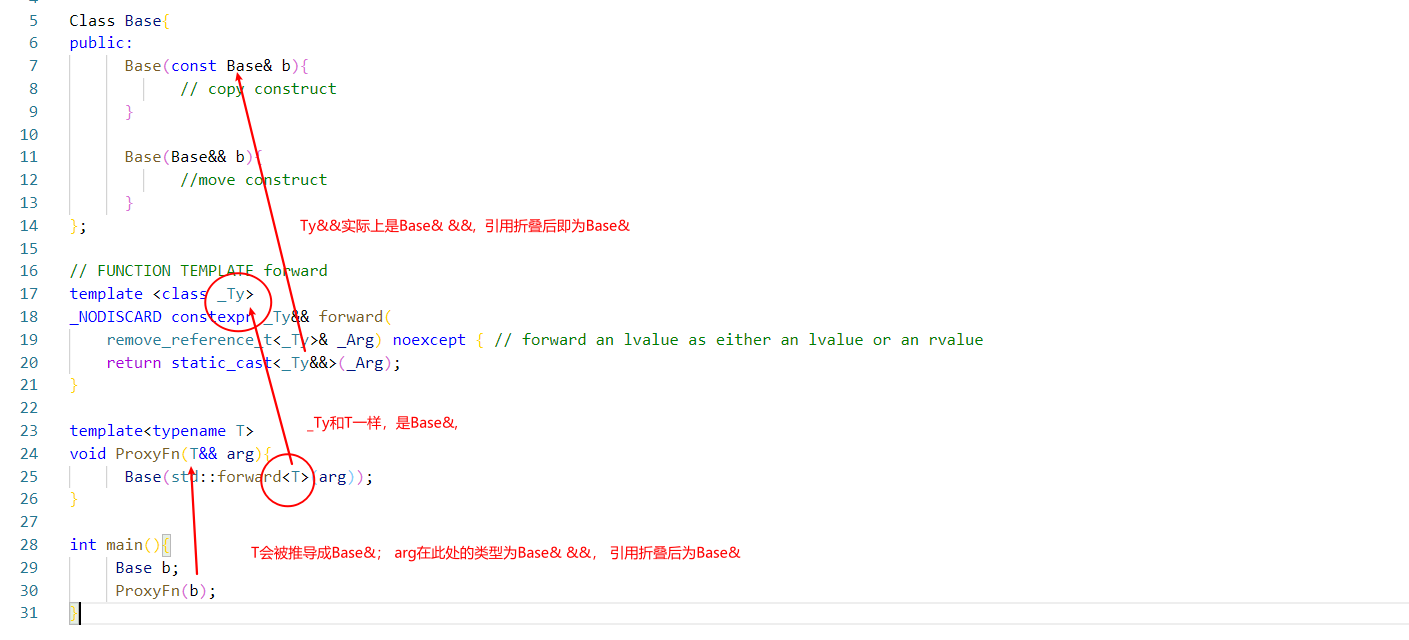 5 Class Base{
6 public:
7 Base(const Base& b){
8 // copy construct
9 }
10
11 Base(Base&& b){
12 //move construct
13 }
14 };
Ty&&实际上是Base& &&, 引用折叠后即为Base&
15
16 // FUNCTION TEMPLATE forward
17 template <class _Ty>
18 _NODISCARD constexpr _Ty&& forward(
19 remove_reference_t<_Ty>& _Arg) noexcept { // forward an lvalue as either an lvalue or an rvalue
20 return static_cast<_Ty&&>(_Arg);
21 }
22
_Ty和T一样，是Base&,
23 template<typename T>
24 void ProxyFn(T&& arg){
25 Base(std::forward<T>(arg));
26 }
27
28 int main(){
T会被推导成Base&； arg在此处的类型为Base& &&， 引用折叠后为Base&
29 Base b;
30 ProxyFn(b);
31 }